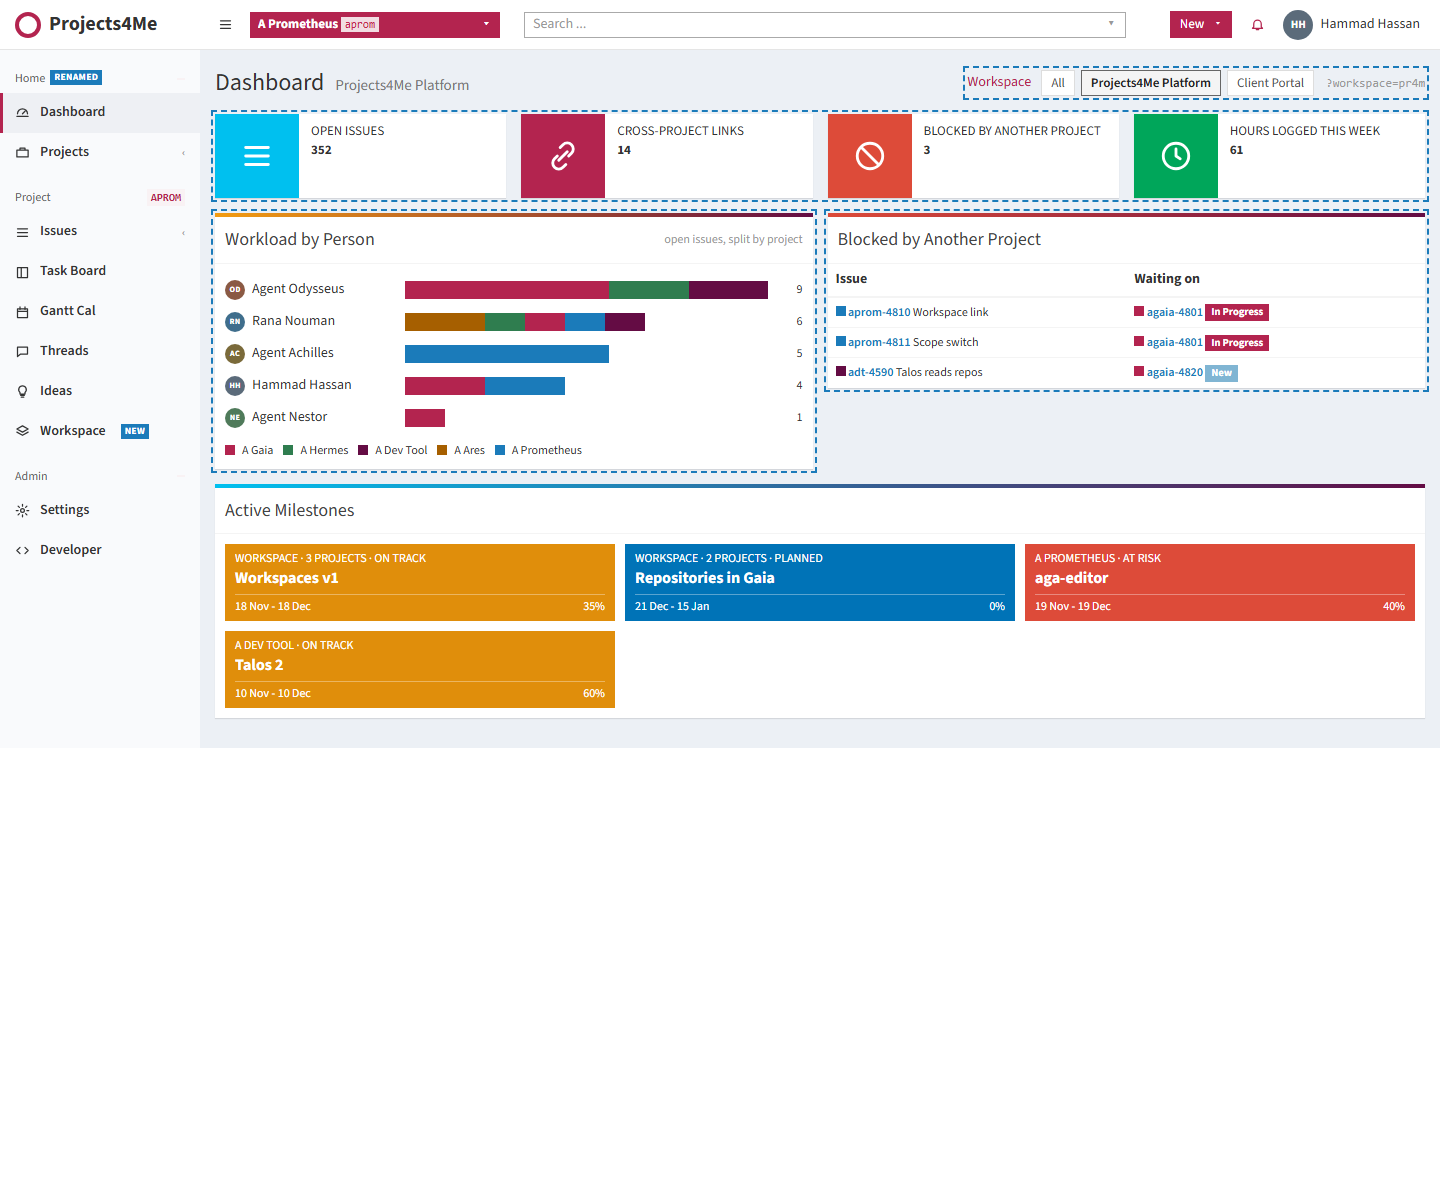 Projects4Me
A Prometheus aprom
Search ...
New
HH
Hammad Hassan
Home RENAMED
Dashboard
Projects
Project APROM
Issues
Task Board
Gantt Cal
Threads
Ideas
Workspace NEW
Admin
Settings
Developer
Dashboard Projects4Me Platform
Workspace All Projects4Me Platform Client Portal ?workspace=pr4m
OPEN ISSUES
352
CROSS-PROJECT LINKS
14
BLOCKED BY ANOTHER PROJECT
3
HOURS LOGGED THIS WEEK
61
Workload by Person open issues, split by project
OD Agent Odysseus 9
RN Rana Nouman 6
AC Agent Achilles 5
HH Hammad Hassan 4
NE Agent Nestor 1
A Gaia A Hermes A Dev Tool A Ares A Prometheus
Blocked by Another Project
Issue Waiting on
aprom-4810 Workspace link agaia-4801 In Progress
aprom-4811 Scope switch agaia-4801 In Progress
adt-4590 Talos reads repos agaia-4820 New
Active Milestones
WORKSPACE · 3 PROJECTS · ON TRACK
Workspaces v1
18 Nov - 18 Dec 35%
WORKSPACE · 2 PROJECTS · PLANNED
Repositories in Gaia
21 Dec - 15 Jan 0%
A PROMETHEUS · AT RISK
aga-editor
19 Nov - 19 Dec 40%
A DEV TOOL · ON TRACK
Talos 2
10 Nov - 10 Dec 60%